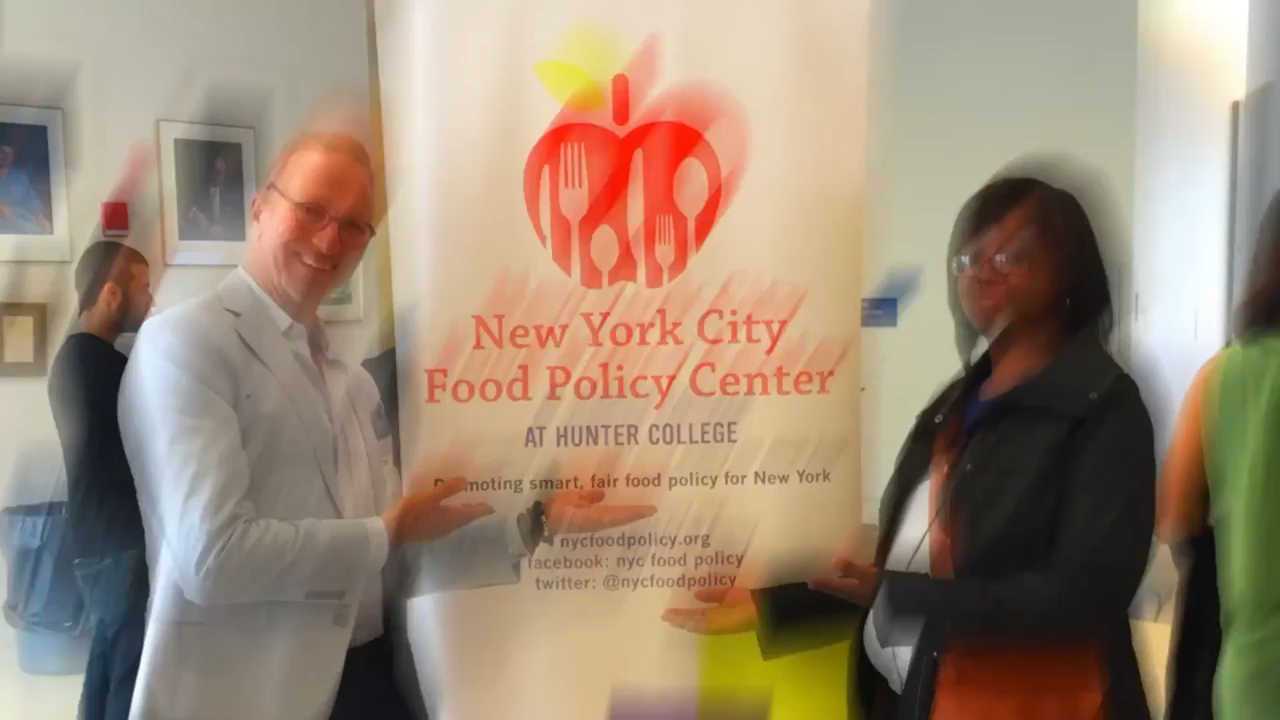 New York City
Food Policy Center
AT HUNTER COLLEGE
Promoting smart, fair food policy for New York
nycfoodpolicy.org
facebook: nyc food policy
twitter: @nycfoodpolicy